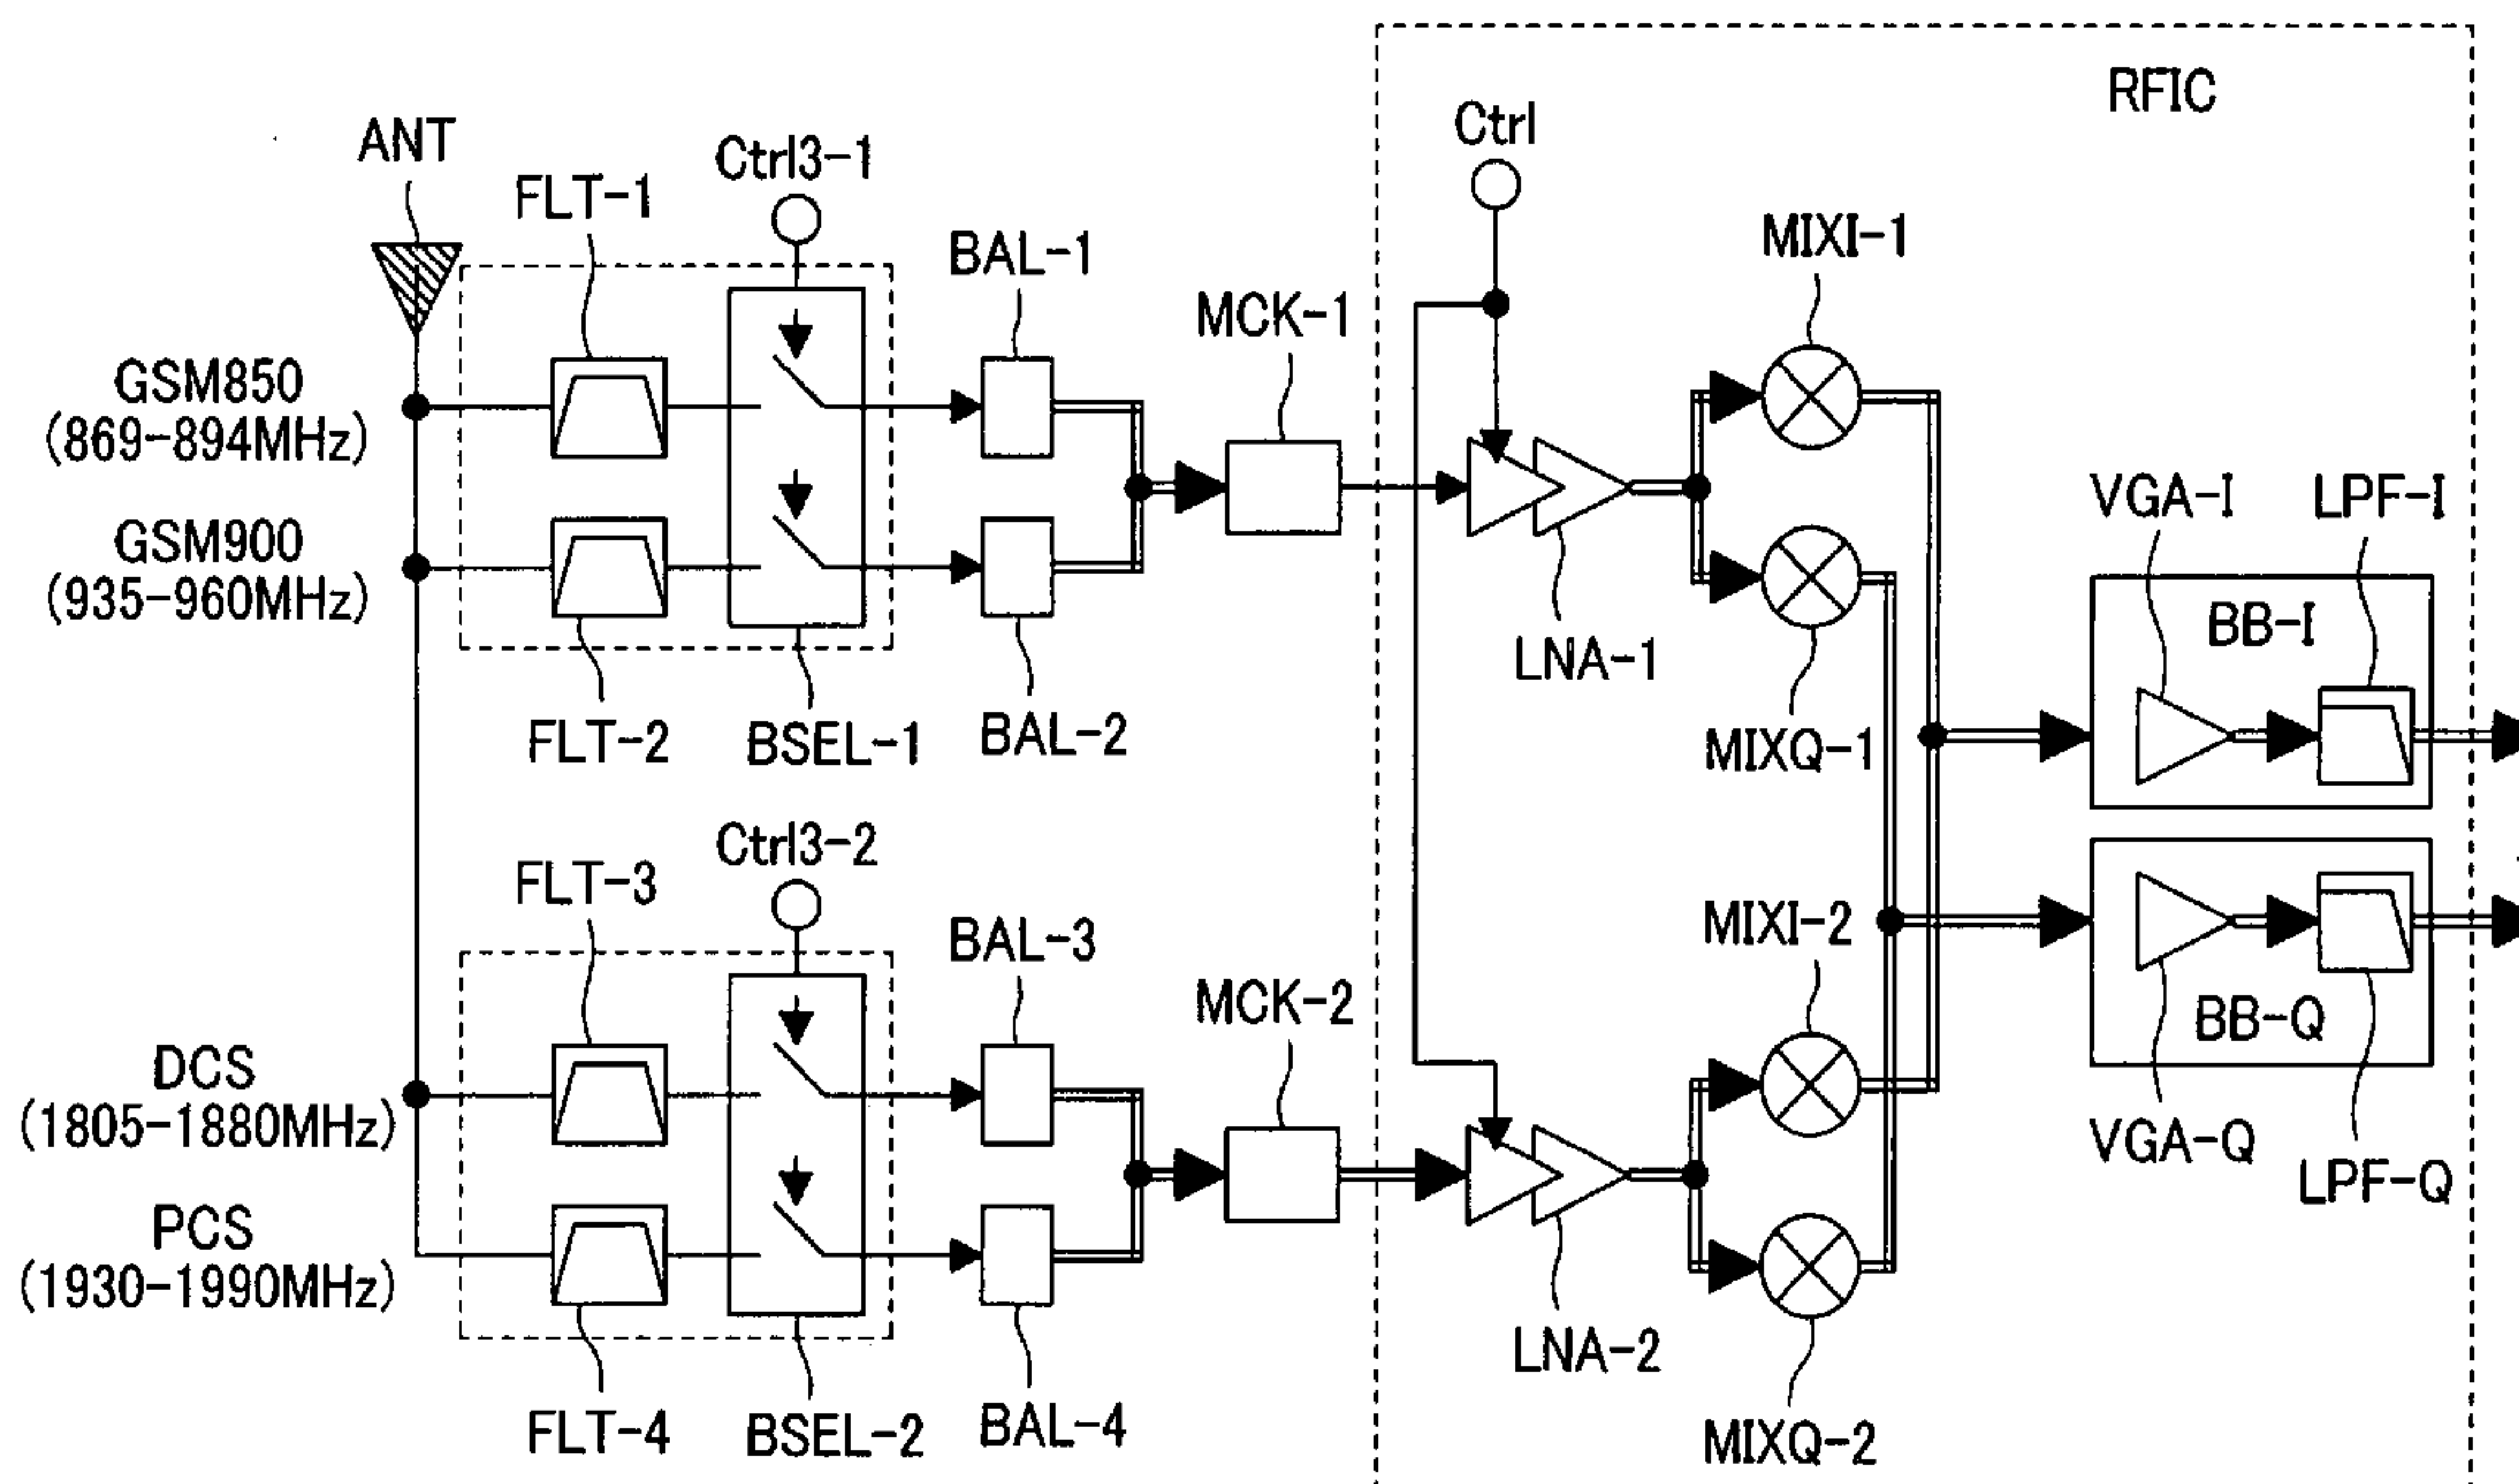 RFIC
Ctrl
ANT
Ctrl3-1
FLT-1
BAL-1
MIXI-1
MCK-1
GSM850
(869-894MHz)
GSM900
(935-960MHz)
VGA-I
LPF-I
BB-I
LNA-1
FLT-2
BSEL-1
BAL-2
MIXQ-1
Ctrl3-2
FLT-3
BAL-3
MIXI-2
MCK-2
BB-Q
DCS
(1805-1880MHz)
VGA-Q
LPF-Q
PCS
(1930-1990MHz)
LNA-2
FLT-4
BSEL-2
BAL-4
MIXQ-2